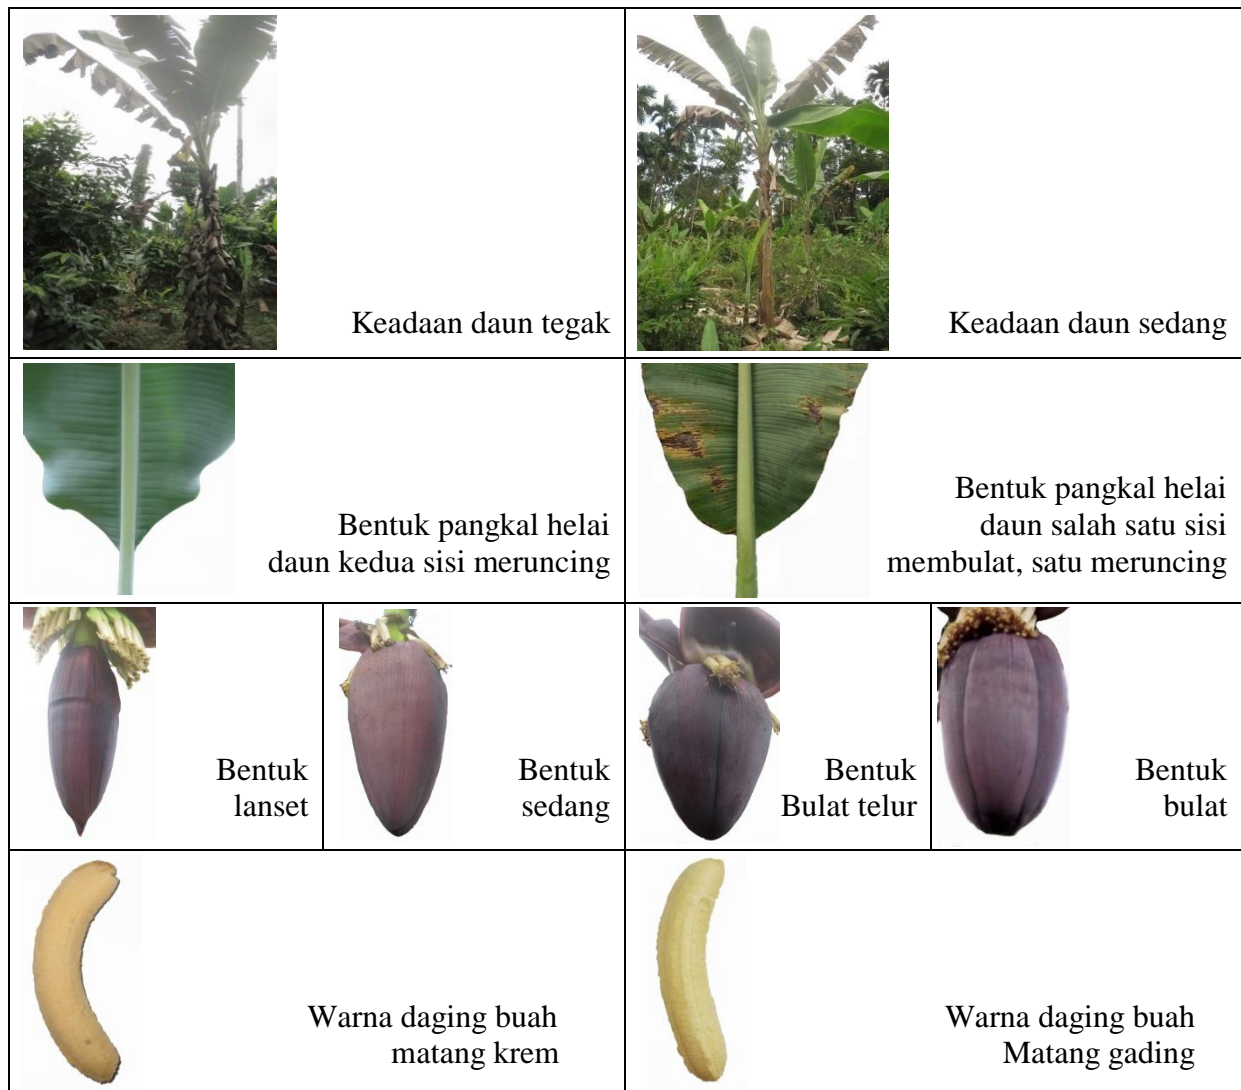 Keadaan daun tegak
Keadaan daun sedang
Bentuk pangkal helai
daun kedua sisi meruncing
Bentuk pangkal helai
daun salah satu sisi
membulat, satu meruncing
Bentuk
lanset
Bentuk
sedang
Bentuk
Bulat telur
Bentuk
bulat
Warna daging buah
matang krem
Warna daging buah
Matang gading